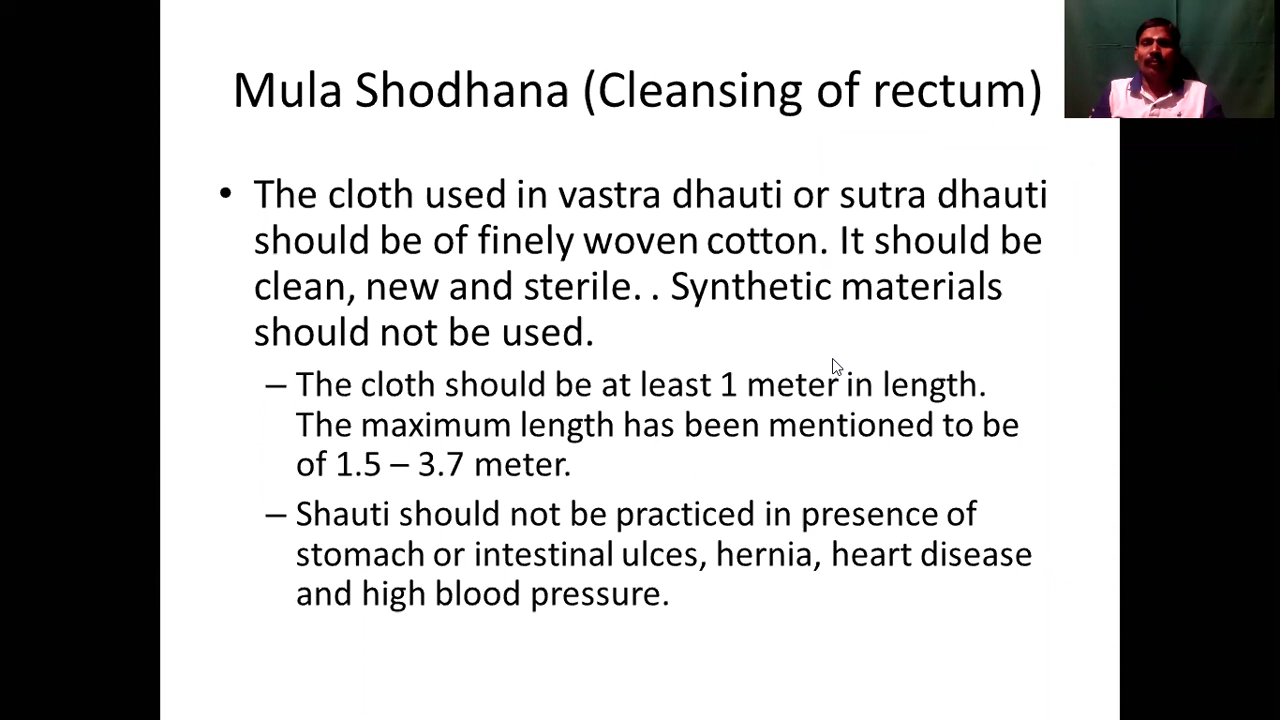 Mula Shodhana (Cleansing of rectum)
• The cloth used in vastra dhauti or sutra dhauti
should be of finely woven cotton. It should be
clean, new and sterile. . Synthetic materials
should not be used.
– The cloth should be at least 1 meter in length.
The maximum length has been mentioned to be
of 1.5 – 3.7 meter.
– Shauti should not be practiced in presence of
stomach or intestinal ulces, hernia, heart disease
and high blood pressure.